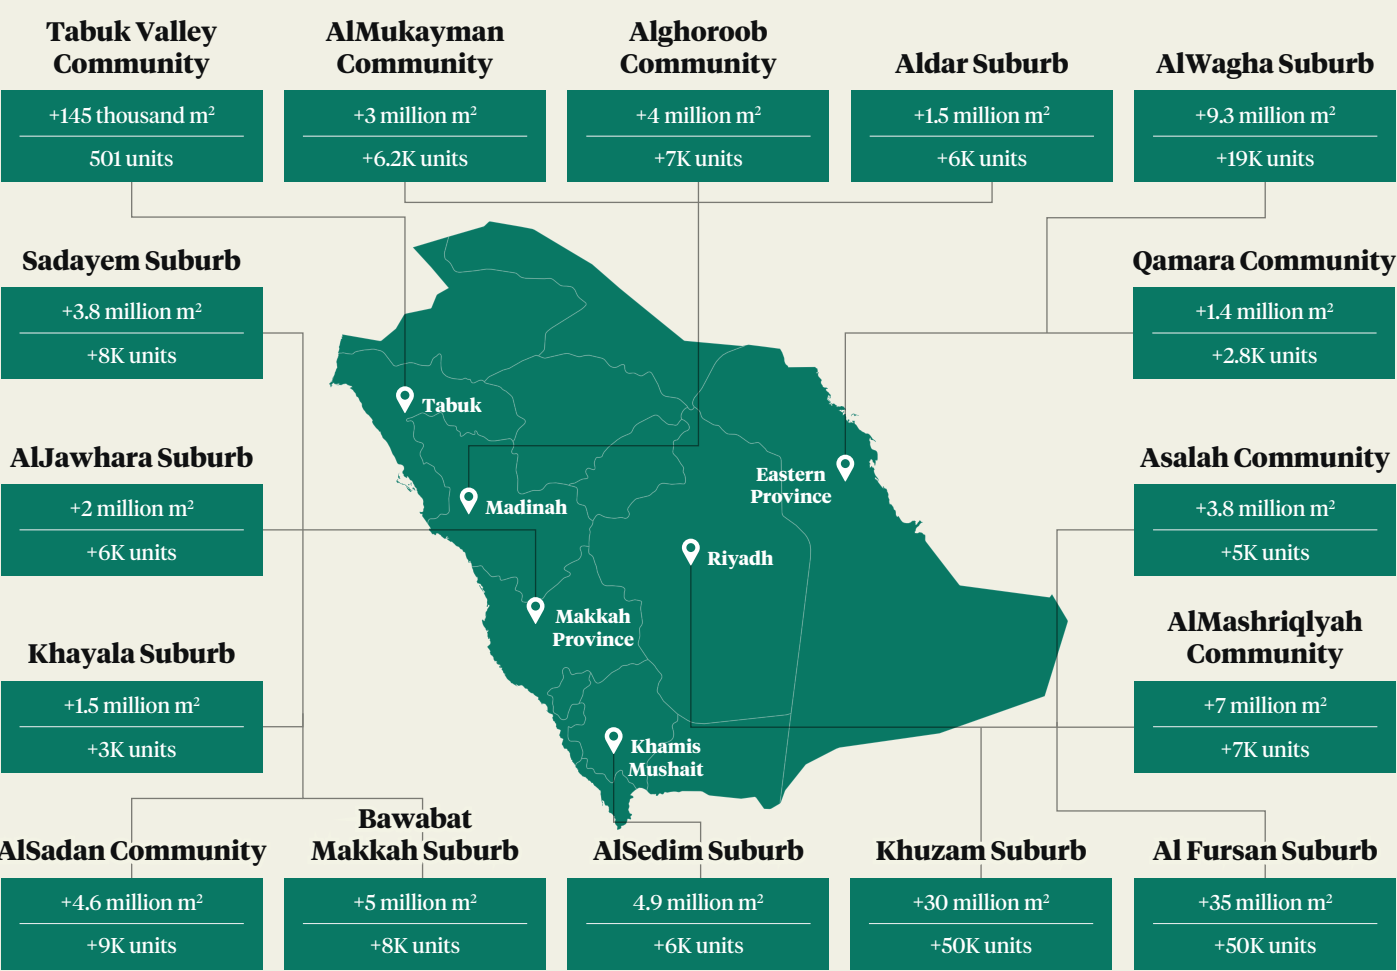 Tabuk Valley
Community
+145 thousand m²
501 units
AlMukayman
Community
+3 million m²
+6.2K units
Alghoroob
Community
+4 million m²
+7K units
Aldar Suburb
+1.5 million m²
+6K units
AlWagha Suburb
+9.3 million m²
+19K units
Sadayem Suburb
+3.8 million m²
+8K units
Qamara Community
+1.4 million m²
+2.8K units
AlJawhara Suburb
+2 million m²
+6K units
Asalah Community
+3.8 million m²
+5K units
Tabuk
Madinah
Eastern
Province
Riyadh
Makkah
Province
Khamis
Mushait
Khayala Suburb
+1.5 million m²
+3K units
AlMashriqlyah
Community
+7 million m²
+7K units
AlSadan Community
+4.6 million m²
+9K units
Bawabat
Makkah Suburb
+5 million m²
+8K units
AlSedim Suburb
4.9 million m²
+6K units
Khuzam Suburb
+30 million m²
+50K units
Al Fursan Suburb
+35 million m²
+50K units